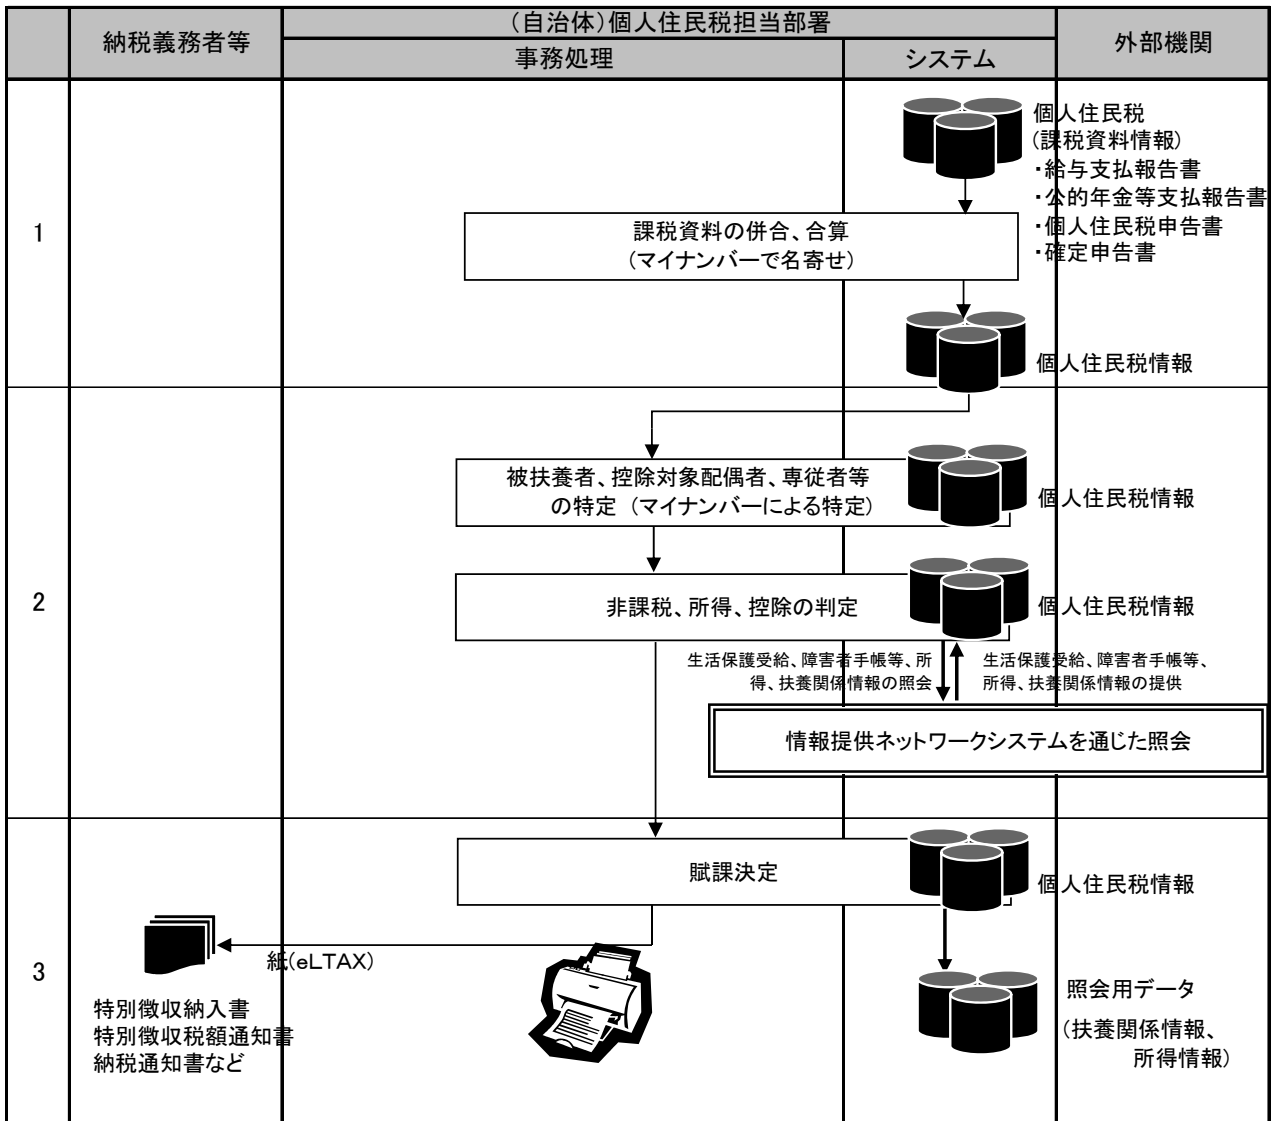 納税義務者等
（自治体）個人住民税担当部署
事務処理
システム
外部機関
1
個人住民税
（課税資料情報）
・給与支払報告書
・公的年金等支払報告書
・個人住民税申告書
・確定申告書
課税資料の併合、合算
（マイナンバーで名寄せ）
個人住民税情報
2
被扶養者、控除対象配偶者、専従者等
の特定（マイナンバーによる特定）
個人住民税情報
非課税、所得、控除の判定
個人住民税情報
生活保護受給、障害者手帳等、所
得、扶養関係情報の照会
生活保護受給、障害者手帳等、
所得、扶養関係情報の提供
情報提供ネットワークシステムを通じた照会
3
賦課決定
個人住民税情報
紙（eLTAX）
特別徴収納入書
特別徴収税額通知書
納税通知書など
照会用データ
（扶養関係情報、
所得情報）